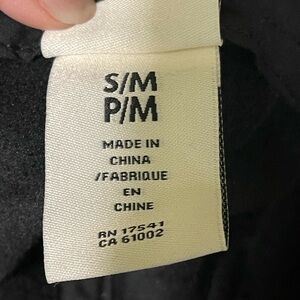 S/M
P/M
MADE IN
CHINA
/FABRIQUE
EN
CHINE
RN 17541
CA 61002